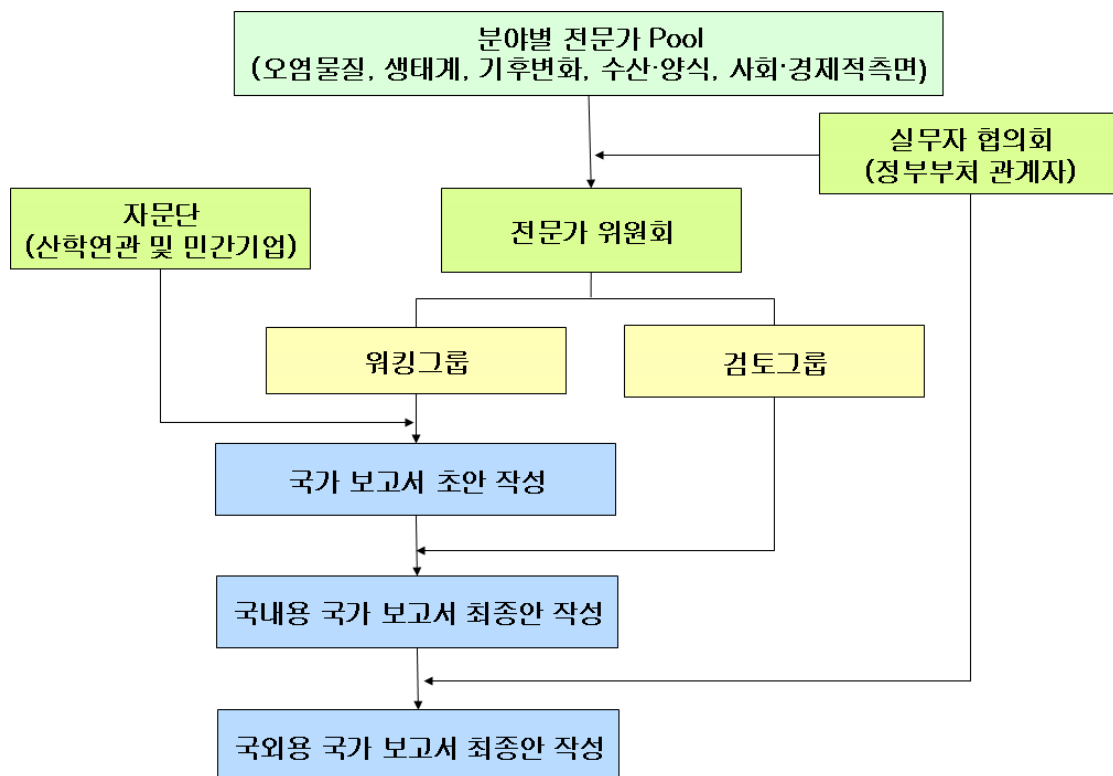 분야별 전문가 Pool
(오염물질, 생태계, 기후변화, 수산·양식, 사회·경제적측면)
실무자 협의회
(정부부처 관계자)
자문단
(산학연관 및 민간기업)
전문가 위원회
워킹그룹
검토그룹
국가 보고서 초안 작성
국내용 국가 보고서 최종안 작성
국외용 국가 보고서 최종안 작성